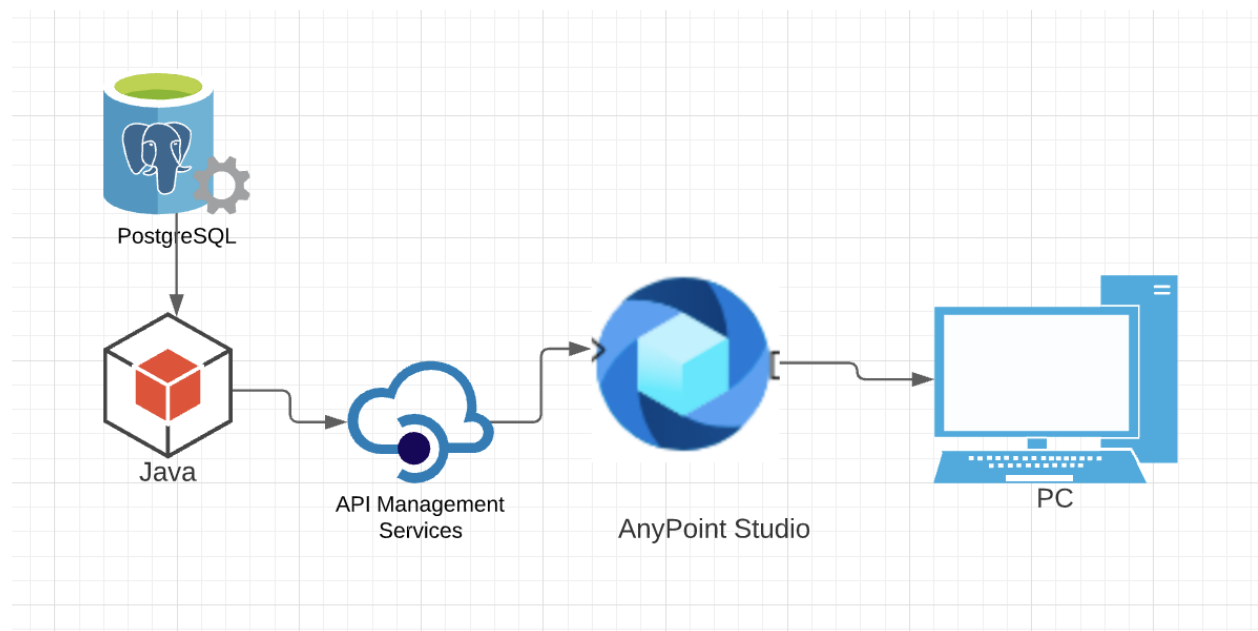 PostgreSQL
Java
API Management
Services
AnyPoint Studio
PC